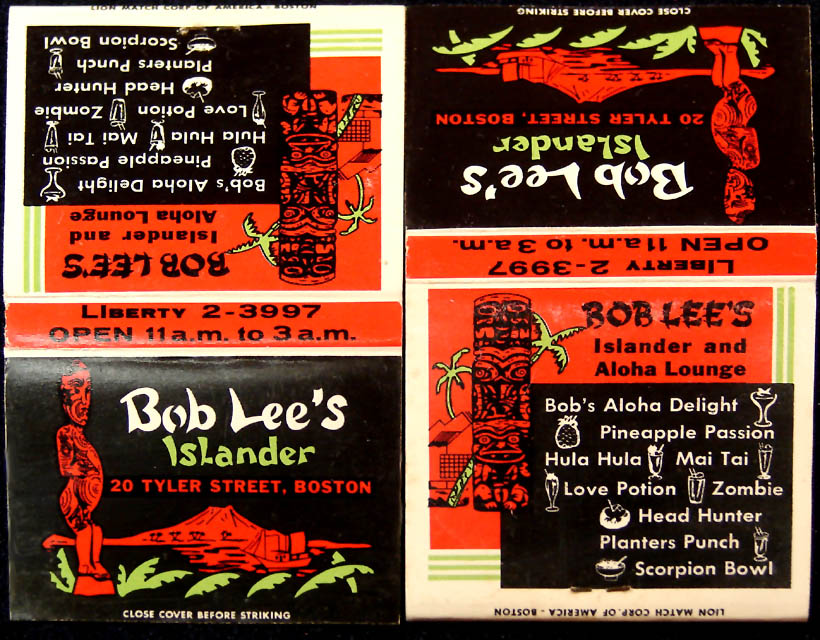 LION MATCH CORP. OF AMERICA - BOSTON
Scorpion Bowl
Planters Punch
Head Hunter
Love Potion Zombie
Hula Hula Mai Tai
Pineapple Passion
Bob's Aloha Delight
BOB LEE'S
Islander and
Aloha Lounge
LIBERTY 2-3997
OPEN 11 a.m. to 3 a.m.
Bob Lee's
Islander
20 TYLER STREET, BOSTON
CLOSE COVER BEFORE STRIKING
CLOSE COVER BEFORE STRIKING
20 TYLER STREET, BOSTON
Islander
Bob Lee's
OPEN 11 a.m. to 3 a.m.
LIBERTY 2-3997
BOB LEE'S
Islander and
Aloha Lounge
Bob's Aloha Delight
Pineapple Passion
Hula Hula Mai Tai
Love Potion Zombie
Head Hunter
Planters Punch
Scorpion Bowl
LION MATCH CORP. OF AMERICA - BOSTON